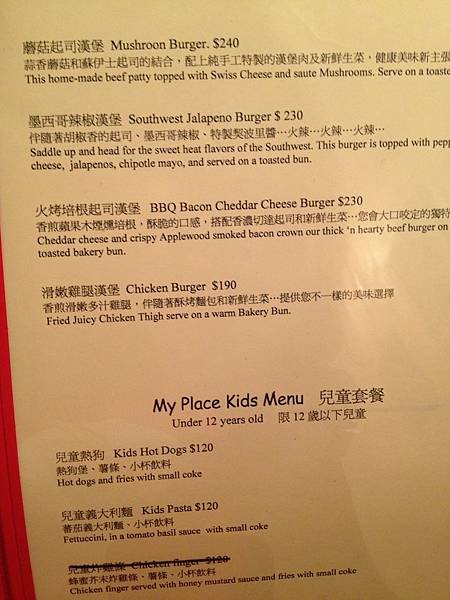 蘑菇起司漢堡 Mushroon Burger. $240
蒜香蘑菇和蘇伊士起司的結合，配上純手工特製的漢堡肉及新鮮生菜，健康美味新主張
This home-made beef patty topped with Swiss Cheese and saute Mushrooms. Serve on a toaste
墨西哥辣椒漢堡 Southwest Jalapeno Burger $ 230
伴隨著胡椒香的起司、墨西哥辣椒、特製契波里醬…火辣…火辣…火辣…
Saddle up and head for the sweet heat flavors of the Southwest. This burger is topped with pepp
cheese, jalapenos, chipotle mayo, and served on a toasted bun.
火烤培根起司漢堡 BBQ Bacon Cheddar Cheese Burger $230
香煎蘋果木煙燻培根，酥脆的口感，搭配香濃切達起司和新鮮生菜…您會大口咬定的獨特
Cheddar cheese and crispy Applewood smoked bacon crown our thick ‘n hearty beef burger on
toasted bakery bun.
滑嫩雞腿漢堡 Chicken Burger $190
香煎滑嫩多汁雞腿，伴隨著酥烤麵包和新鮮生菜…提供您不一樣的美味選擇
Fried Juicy Chicken Thigh serve on a warm Bakery Bun.
My Place Kids Menu 兒童套餐
Under 12 years old 限 12 歲以下兒童
兒童熱狗 Kids Hot Dogs $120
熱狗堡、薯條、小杯飲料
Hot dogs and fries with small coke
兒童義大利麵 Kids Pasta $120
蕃茄義大利麵、小杯飲料
Fettuccini, in a tomato basil sauce with small coke
兒童炸雞條 Chicken finger $120
蜂蜜芥末炸雞條、薯條、小杯飲料
Chicken finger served with honey mustard sauce and fries with small coke